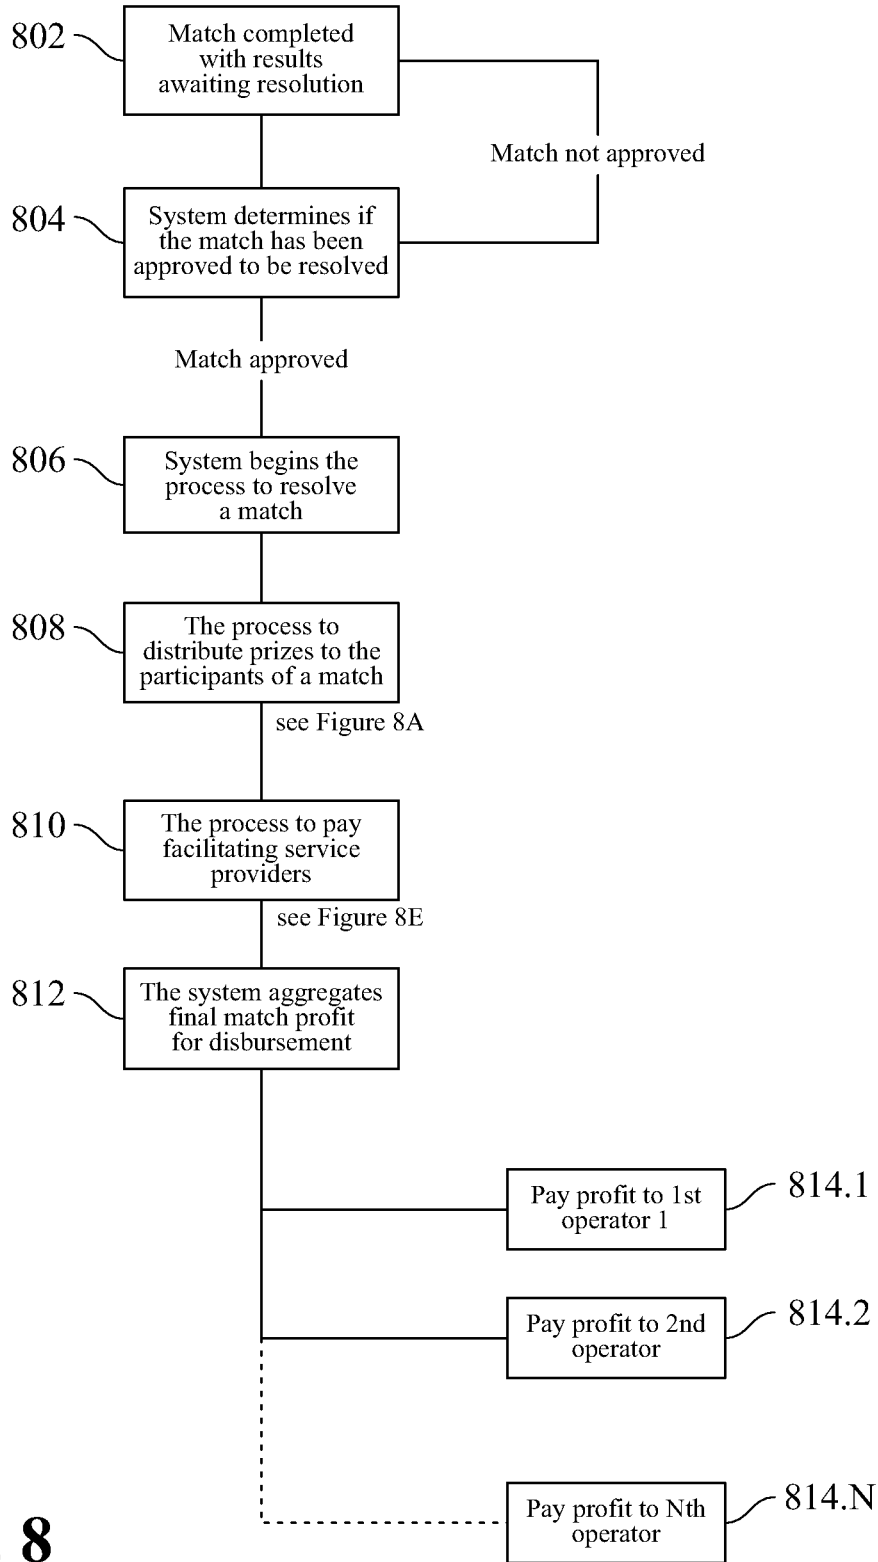 802
Match completed
with results
awaiting resolution
Match not approved
804
System determines if
the match has been
approved to be resolved
Match approved
806
System begins the
process to resolve
a match
808
The process to
distribute prizes to the
participants of a match
see Figure 8A
810
The process to pay
facilitating service
providers
see Figure 8E
812
The system aggregates
final match profit
for disbursement
Pay profit to 1st
operator 1
814.1
Pay profit to 2nd
operator
814.2
Pay profit to Nth
operator
814.N
8